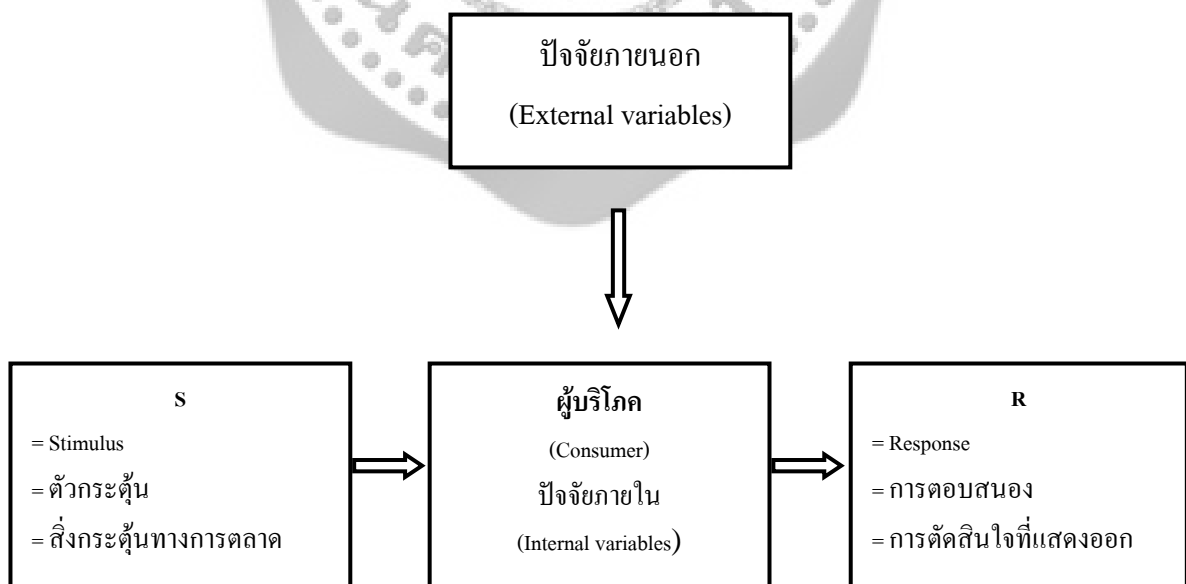 ปัจจัยภายนอก
(External variables)
S
= Stimulus
= ตัวกระตุ้น
= สิ่งกระตุ้นทางการตลาด
ผู้บริโภค
(Consumer)
ปัจจัยภายใน
(Internal variables)
R
= Response
= การตอบสนอง
= การตัดสินใจที่แสดงออก